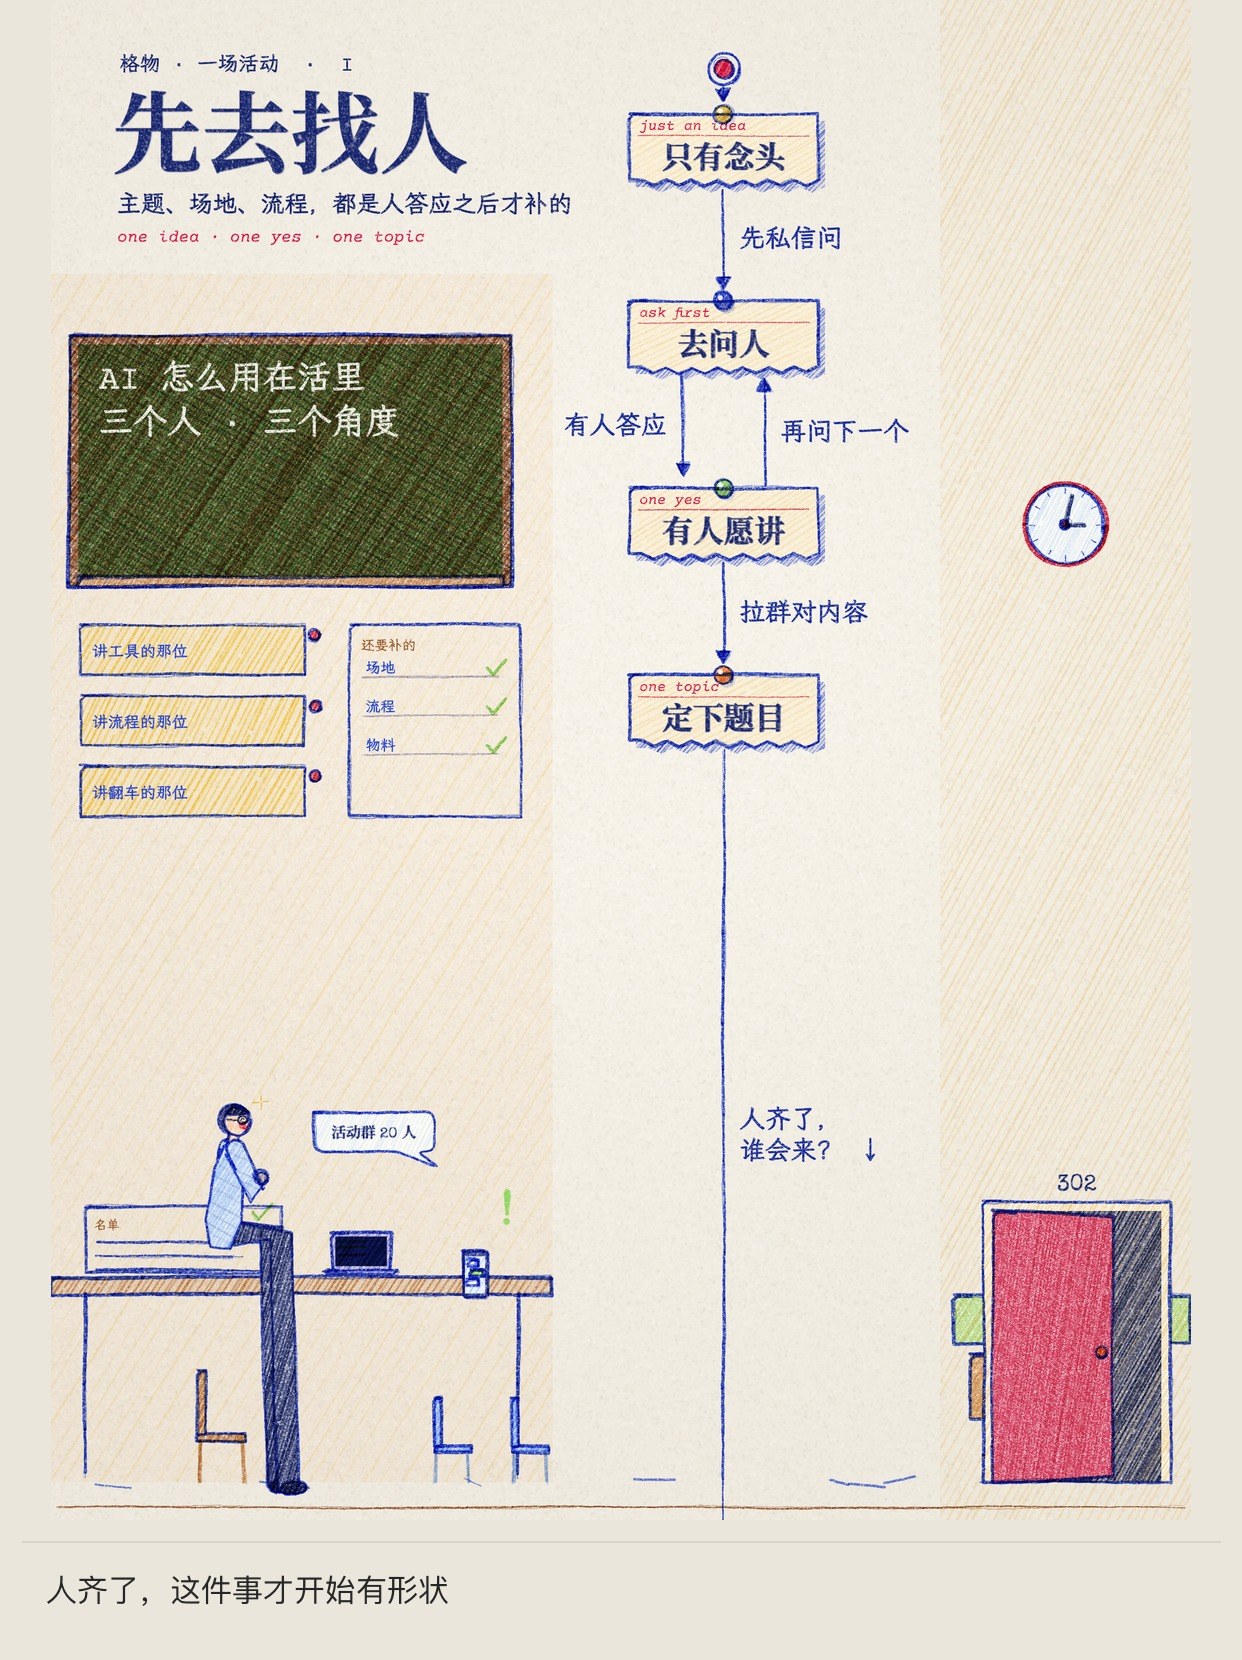 格物 · 一场活动 · I
先去找人
主题、场地、流程，都是人答应之后才补的
one idea · one yes · one topic
AI 怎么用在活里
三个人 · 三个角度
讲工具的那位
讲流程的那位
讲翻车的那位
还要补的
场地
流程
物料
just an idea
只有念头
先私信问
ask first
去问人
有人答应
再问下一个
one yes
有人愿讲
拉群对内容
one topic
定下题目
人齐了，
谁会来？ ↓
活动群 20 人
!
名单
302
人齐了，这件事才开始有形状